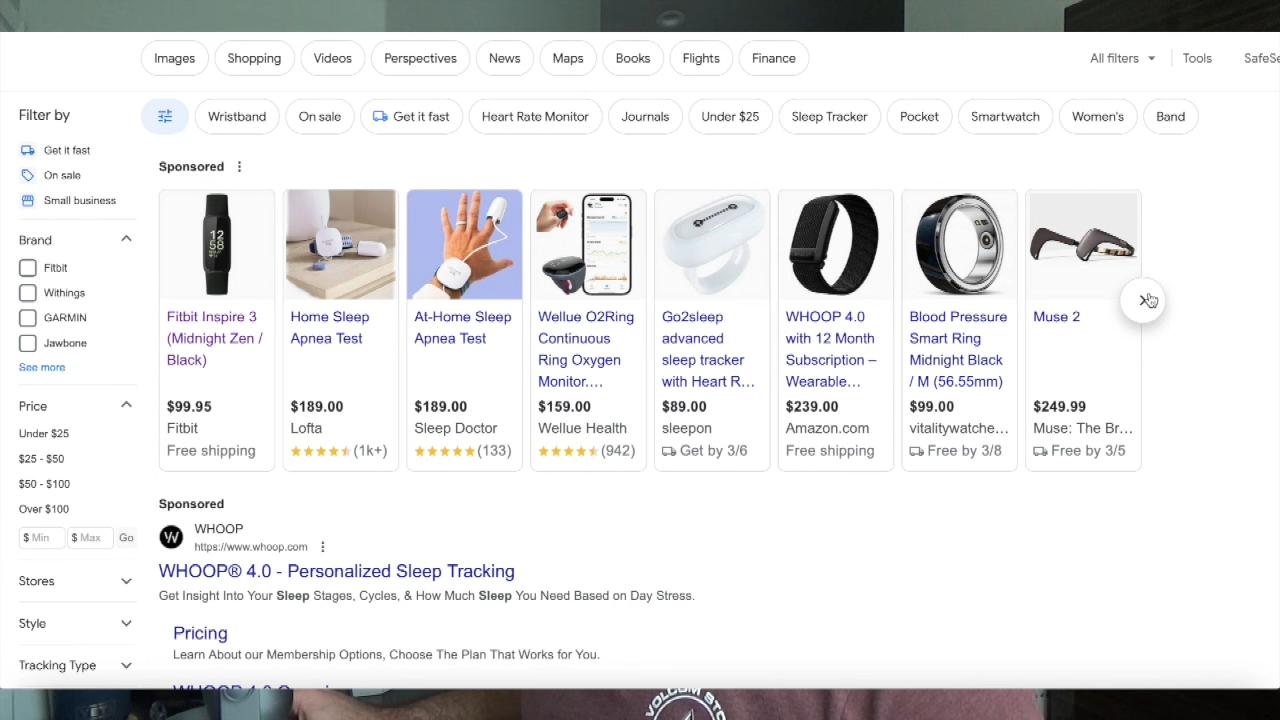 Images Shopping Videos Perspectives News Maps Books Flights Finance All filters Tools SafeSe
Filter by
Get it fast
On sale
Small business
Brand
Fitbit
Withings
GARMIN
Jawbone
See more
Price
Under $25
$25 - $50
$50 - $100
Over $100
$ Min $ Max Go
Stores
Style
Tracking Type
Wristband On sale Get it fast Heart Rate Monitor Journals Under $25 Sleep Tracker Pocket Smartwatch Women's Band
Sponsored
12
58
Fitbit Inspire 3
(Midnight Zen /
Black)
$99.95
Fitbit
Free shipping
Home Sleep
Apnea Test
$189.00
Lofta
(1k+)
At-Home Sleep
Apnea Test
$189.00
Sleep Doctor
(133)
Wellue O2Ring
Continuous
Ring Oxygen
Monitor.…
$159.00
Wellue Health
(942)
Go2sleep
advanced
sleep tracker
with Heart R…
$89.00
sleepon
Get by 3/6
WHOOP 4.0
with 12 Month
Subscription –
Wearable…
$239.00
Amazon.com
Free shipping
Blood Pressure
Smart Ring
Midnight Black
/ M (56.55mm)
$99.00
vitalitywatche…
Free by 3/8
Muse 2
$249.99
Muse: The Br…
Free by 3/5
Sponsored
W
WHOOP
https://www.whoop.com
WHOOP® 4.0 - Personalized Sleep Tracking
Get Insight Into Your Sleep Stages, Cycles, & How Much Sleep You Need Based on Day Stress.
Pricing
Learn About our Membership Options, Choose The Plan That Works for You.
WHOOP 4.0
VOLCOM STO